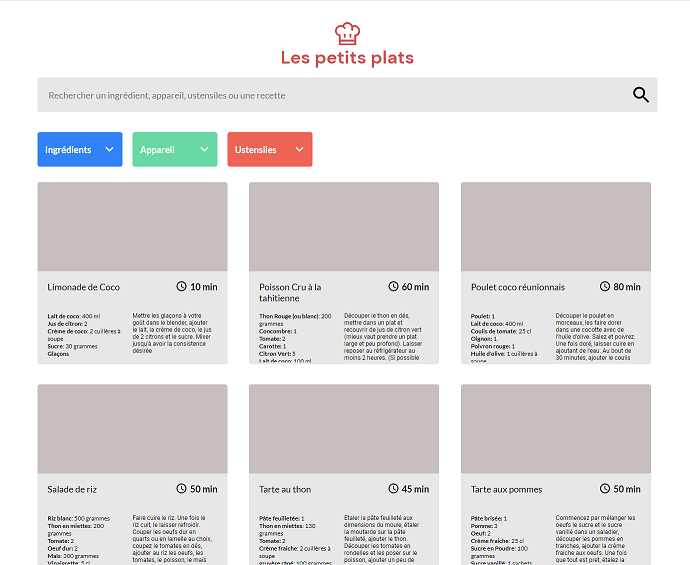 Les petits plats
Rechercher un ingrédient, appareil, ustensiles ou une recette
Ingrédients
Appareil
Ustensiles
Limonade de Coco
10 min
Lait de coco: 400 ml
Jus de citron: 2
Crème de coco: 2 cuillères à
soupe
Sucre: 30 grammes
Glaçons
Mettre les glaçons à votre
goût dans le blender, ajouter
le lait, la crème de coco, le jus
de 2 citrons et le sucre. Mixer
jusqu'à avoir la consistence
désirée
Poisson Cru à la
tahitienne
60 min
Thon Rouge (ou blanc): 200
grammes
Concombre: 1
Tomate: 2
Carotte: 1
Citron Vert: 5
Lait de coco: 100 ml
Découper le thon en dés,
mettre dans un plat et
recouvrir de jus de citron vert
(mieux vaut prendre un plat
large et peu profond). Laisser
reposer au réfrigérateur au
moins 2 heures. (Si possible
Poulet coco réunionnais
80 min
Poulet: 1
Lait de coco: 400 ml
Coulis de tomate: 25 cl
Oignon: 1
Poivron rouge: 1
Huile d'olive: 1 cuillères à
soupe
Découper le poulet en
morceaux, les faire dorer
dans une cocotte avec de
l'huile d'olive. Salez et poivrez.
Une fois doré, laisser cuire en
ajoutant de l'eau. Au bout de
30 minutes, ajouter le coulis
Salade de riz
50 min
Riz blanc: 500 grammes
Thon en miettes: 200
grammes
Tomate: 2
Oeuf dur: 2
Maïs: 300 grammes
Vinaigrette: 5 cl
Faire cuire le riz. Une fois le
riz cuit, le laisser refroidir.
Couper les oeufs dur en
quarts ou en lamelle au choix,
coupez le tomates en dés,
ajouter au riz les oeufs, les
tomates, le poisson, le maïs
Tarte au thon
45 min
Pâte feuilletée: 1
Thon en miettes: 130
grammes
Tomate: 2
Crème fraiche: 2 cuillères à
soupe
gruyère râpé: 100 grammes
Etaler la pâte feuilleté aux
dimensions du moule, étaler
la moutarde sur la pâte
feuilleté, ajouter le thon.
Découper les tomates en
rondelles et les poser sur le
poisson, ajouter un peu de
Tarte aux pommes
50 min
Pâte brisée: 1
Pomme: 3
Oeuf: 2
Crème fraiche: 25 cl
Sucre en Poudre: 100
grammes
Sucre vanillé: 1 sachets
Commencez par mélanger les
oeufs le sucre et le sucre
vanillé dans un saladier,
découper les pommes en
tranches, ajouter la crème
fraiche aux oeufs. Une fois
que tout est pret, étalez la